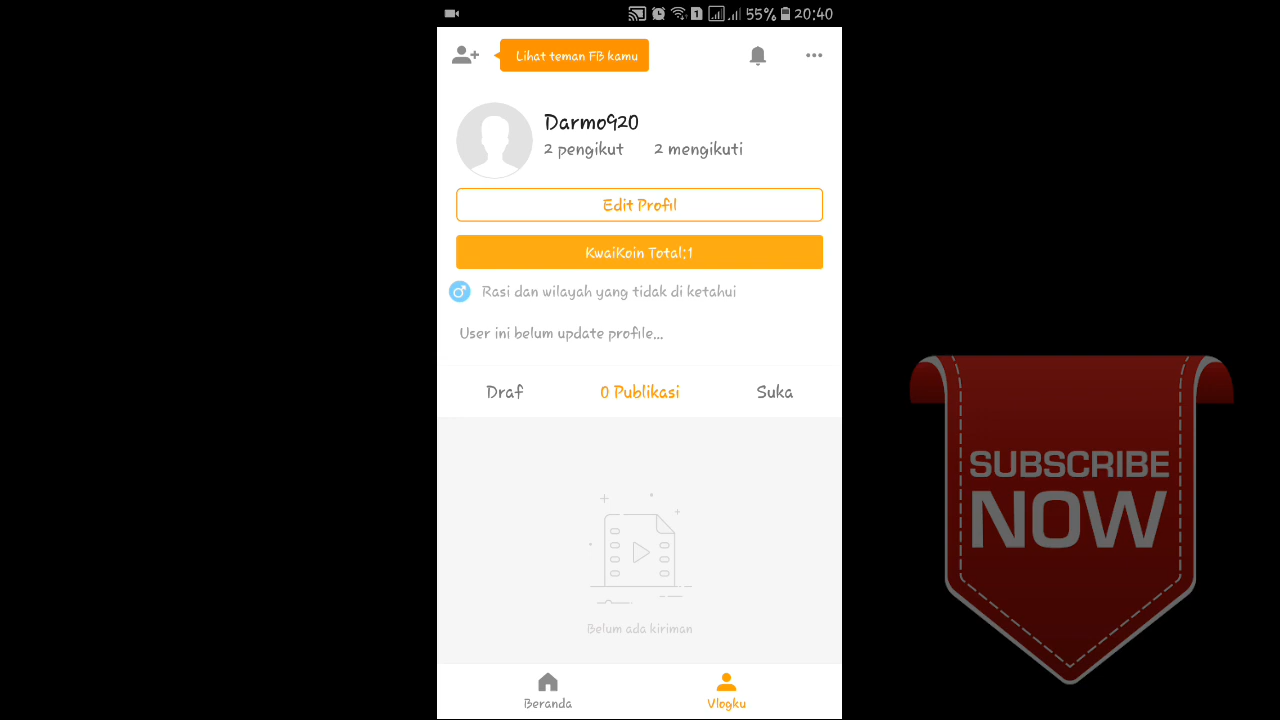 1 55% 20:40
Lihat teman FB kamu
Darmo920
2 pengikut 2 mengikuti
Edit Profil
KwaiKoin Total:1
Rasi dan wilayah yang tidak di ketahui
User ini belum update profile...
Draf 0 Publikasi Suka
SUBSCRIBE
NOW
Belum ada kiriman
Beranda Vlogku